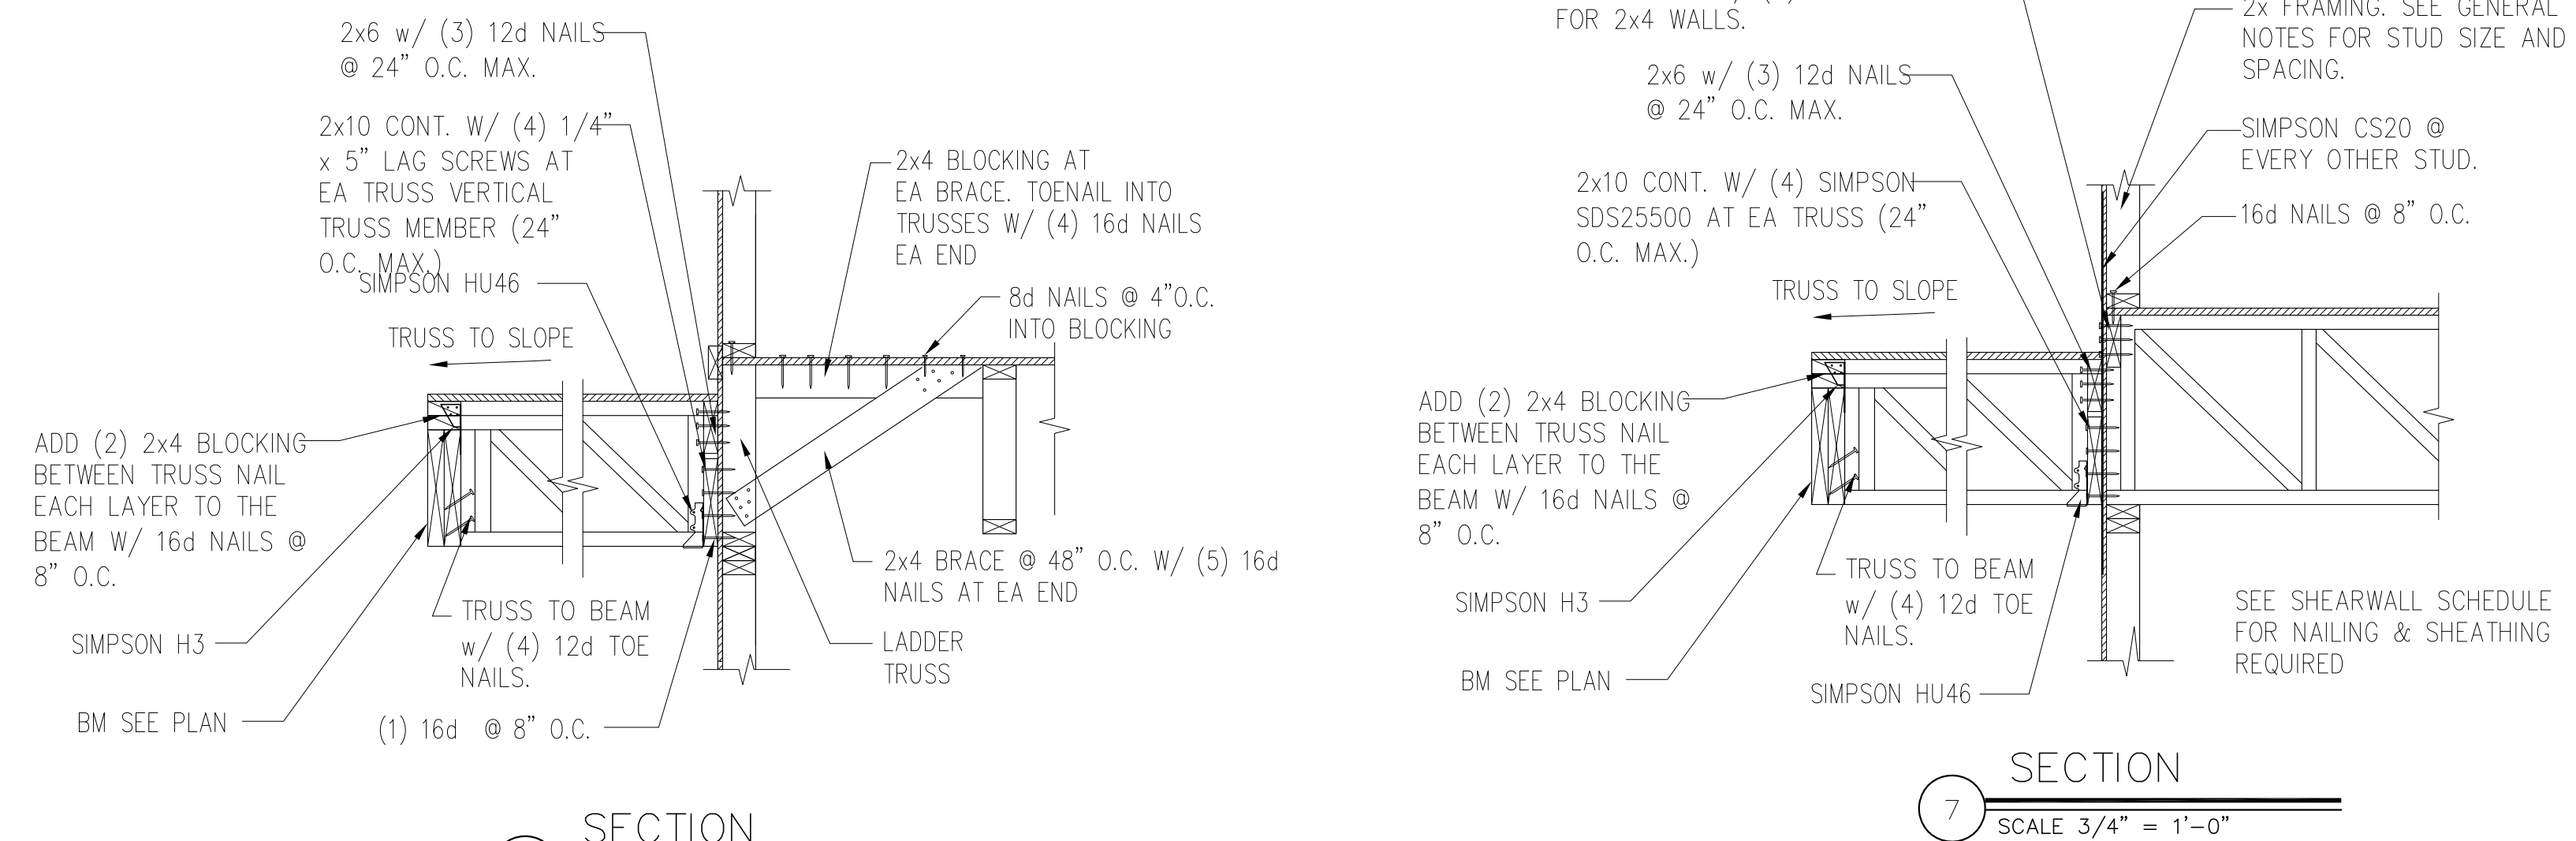 2x6 w/ (3) 12d NAILS
@ 24" O.C. MAX.
2x10 CONT. W/ (4) 1/4"
x 5" LAG SCREWS AT
EA TRUSS VERTICAL
TRUSS MEMBER (24"
O.C. MAX.)
SIMPSON HU46
TRUSS TO SLOPE
ADD (2) 2x4 BLOCKING
BETWEEN TRUSS NAIL
EACH LAYER TO THE
BEAM W/ 16d NAILS @
8" O.C.
SIMPSON H3
BM SEE PLAN
TRUSS TO BEAM
w/ (4) 12d TOE
NAILS.
(1) 16d @ 8" O.C.
2x4 BLOCKING AT
EA BRACE. TOENAIL INTO
TRUSSES W/ (4) 16d NAILS
EA END
8d NAILS @ 4"O.C.
INTO BLOCKING
2x4 BRACE @ 48" O.C. W/ (5) 16d
NAILS AT EA END
LADDER
TRUSS
SECTION
FOR 2x4 WALLS.
2x6 w/ (3) 12d NAILS
@ 24" O.C. MAX.
2x10 CONT. W/ (4) SIMPSON
SDS25500 AT EA TRUSS (24"
O.C. MAX.)
TRUSS TO SLOPE
ADD (2) 2x4 BLOCKING
BETWEEN TRUSS NAIL
EACH LAYER TO THE
BEAM W/ 16d NAILS @
8" O.C.
SIMPSON H3
BM SEE PLAN
TRUSS TO BEAM
w/ (4) 12d TOE
NAILS.
SIMPSON HU46
2x FRAMING. SEE GENERAL
NOTES FOR STUD SIZE AND
SPACING.
SIMPSON CS20 @
EVERY OTHER STUD.
16d NAILS @ 8" O.C.
SEE SHEARWALL SCHEDULE
FOR NAILING & SHEATHING
REQUIRED
SECTION
7
SCALE 3/4" = 1'-0"